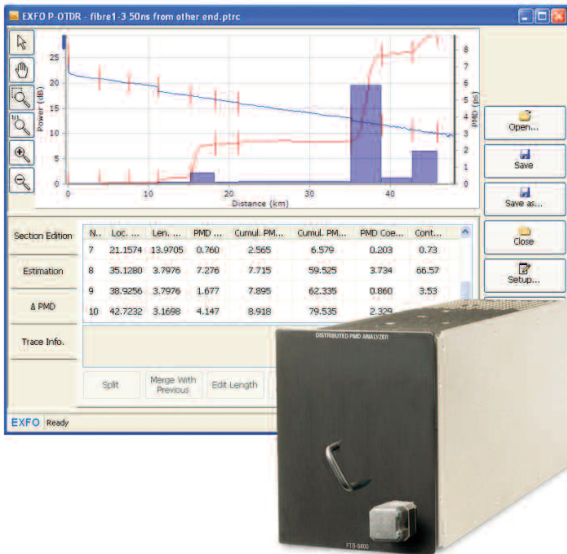 EXFO P-OTDR - fibre1-3 50ns from other end.ptrc
25
20
15
10
5
0
Power (dB)
8
7
6
5
4
3
2
1
0
PMD (ps)
0 10 20 30 40
Distance (km)
Open...
Save
Save as...
Close
Setup...
Section Edition
Estimation
Δ PMD
Trace Info.
N.. Loc. ... Len. ... PMD ... Cumul. PM... Cumul. PM... PMD Coe... Cont...
7 21.1574 13.9705 0.760 2.565 6.579 0.203 0.73
8 35.1280 3.7976 7.276 7.715 59.525 3.734 66.57
9 38.9256 3.7976 1.677 7.895 62.335 0.860 3.53
10 42.7232 3.1698 4.147 8.918 79.535 2.329
Split
Merge With Previous
Edit Length
EXFO Ready
DISTRIBUTED PMD ANALYZER